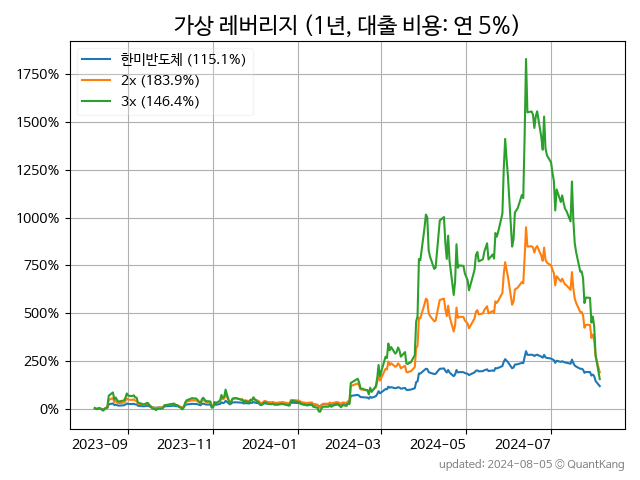 가상 레버리지 (1년, 대출 비용: 연 5%)
한미반도체 (115.1%)
2x (183.9%)
3x (146.4%)
1750%
1500%
1250%
1000%
750%
500%
250%
0%
2023-09 2023-11 2024-01 2024-03 2024-05 2024-07
updated: 2024-08-05 © QuantKang